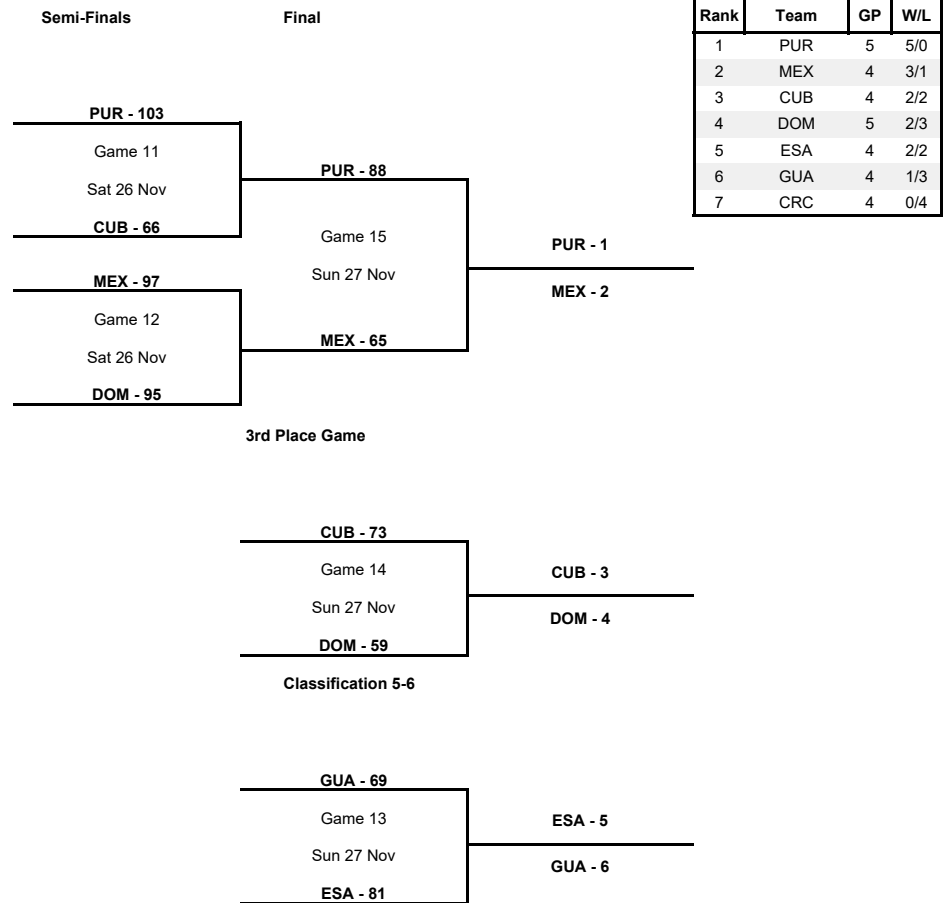 Semi-Finals
Final
Rank Team GP W/L
1 PUR 5 5/0
2 MEX 4 3/1
3 CUB 4 2/2
4 DOM 5 2/3
5 ESA 4 2/2
6 GUA 4 1/3
7 CRC 4 0/4
PUR - 103
Game 11
Sat 26 Nov
CUB - 66
MEX - 97
Game 12
Sat 26 Nov
DOM - 95
PUR - 88
Game 15
Sun 27 Nov
MEX - 65
PUR - 1
MEX - 2
3rd Place Game
CUB - 73
Game 14
Sun 27 Nov
DOM - 59
CUB - 3
DOM - 4
Classification 5-6
GUA - 69
Game 13
Sun 27 Nov
ESA - 81
ESA - 5
GUA - 6